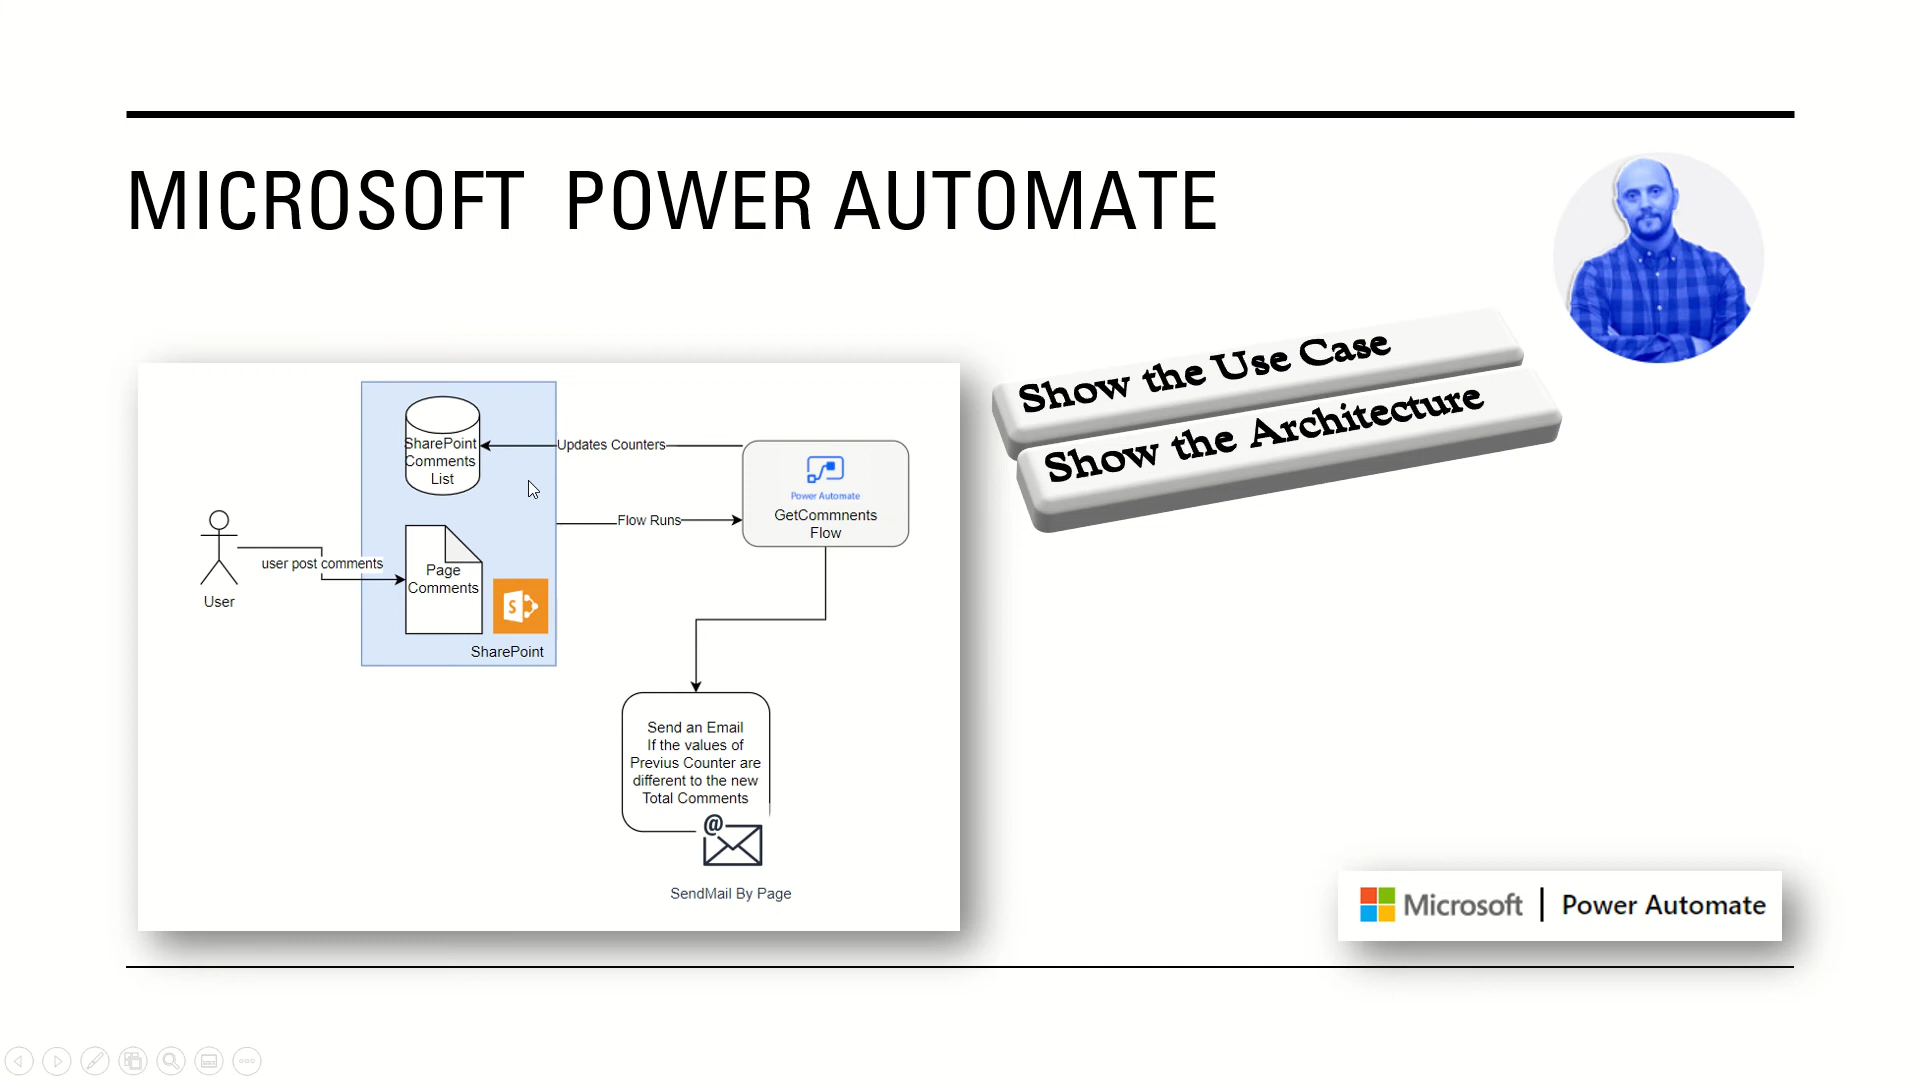 MICROSOFT POWER AUTOMATE
Show the Use Case
Show the Architecture
SharePoint
Comments
List
Updates Counters
Power Automate
GetCommnents
Flow
Flow Runs
user post comments
User
Page
Comments
S
SharePoint
Send an Email
If the values of
Previus Counter are
different to the new
Total Comments
@
SendMail By Page
Microsoft | Power Automate